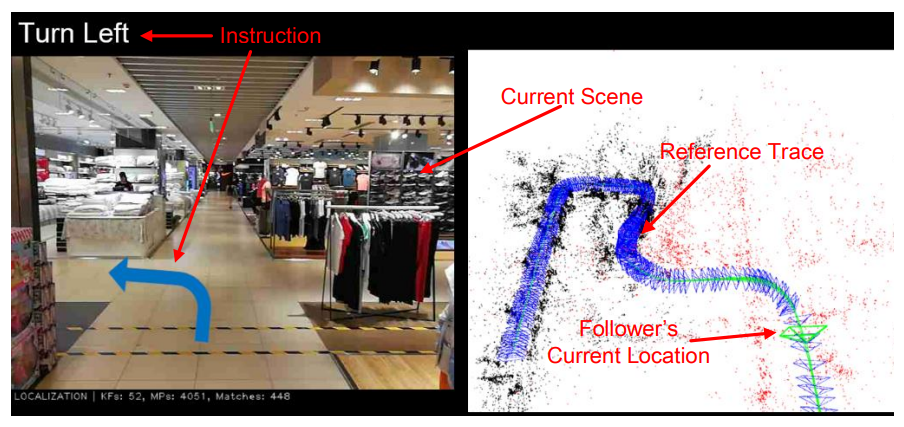 Turn Left
Instruction
Current Scene
Reference Trace
Follower's
Current Location
LOCALIZATION | KFs: 52, MPs: 4051, Matches: 448